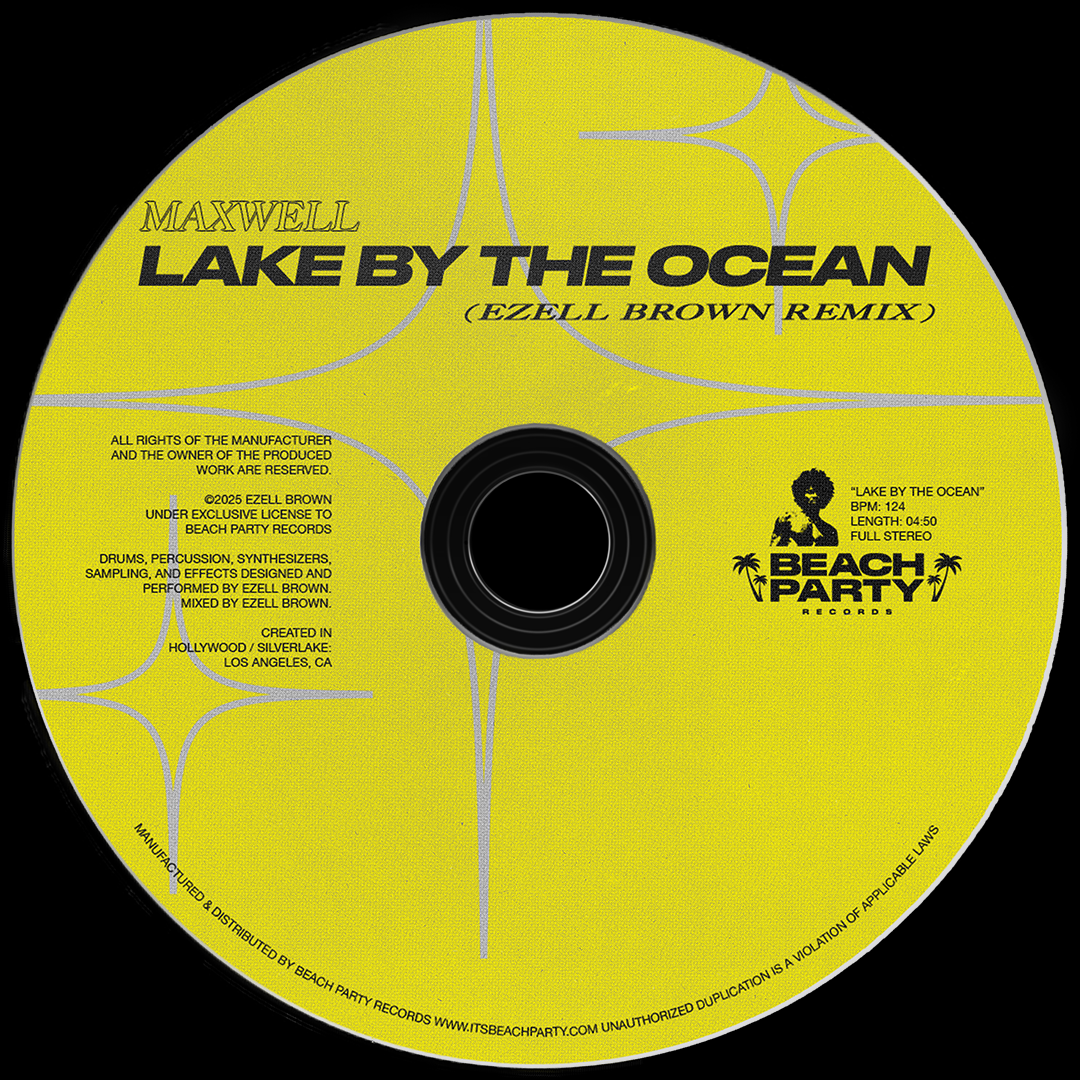 MAXWELL
LAKE BY THE OCEAN
(EZELL BROWN REMIX)
ALL RIGHTS OF THE MANUFACTURER
AND THE OWNER OF THE PRODUCED
WORK ARE RESERVED.
©2025 EZELL BROWN
UNDER EXCLUSIVE LICENSE TO
BEACH PARTY RECORDS
DRUMS, PERCUSSION, SYNTHESIZERS,
SAMPLING, AND EFFECTS DESIGNED AND
PERFORMED BY EZELL BROWN.
MIXED BY EZELL BROWN.
CREATED IN
HOLLYWOOD / SILVERLAKE:
LOS ANGELES, CA
“LAKE BY THE OCEAN”
BPM: 124
LENGTH: 04:50
FULL STEREO
BEACH
PARTY
RECORDS
MANUFACTURED & DISTRIBUTED BY BEACH PARTY RECORDS WWW.ITSBEACHPARTY.COM UNAUTHORIZED DUPLICATION IS A VIOLATION OF APPLICABLE LAWS